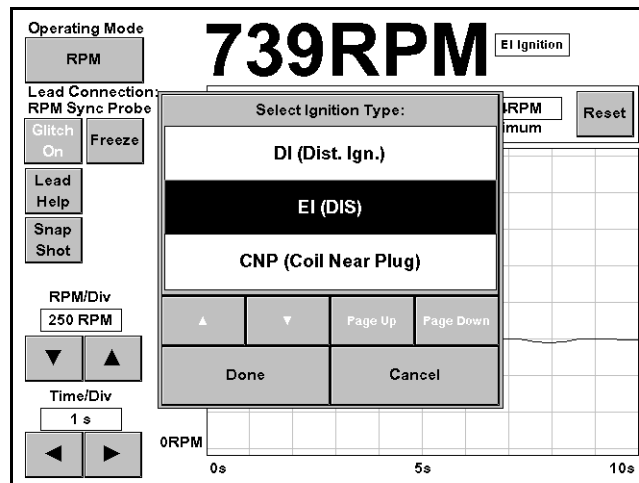 Operating Mode
RPM
739RPM
EI Ignition
Lead Connection:
RPM Sync Probe
Glitch On
Freeze
Lead Help
Snap Shot
RPM
Reset
Select Ignition Type:
DI (Dist. Ign.)
EI (DIS)
CNP (Coil Near Plug)
▲ ▼ Page Up Page Down
Done Cancel
RPM/Div
250 RPM
▼ ▲
Time/Div
1 s
◄ ►
0RPM
0s 5s 10s